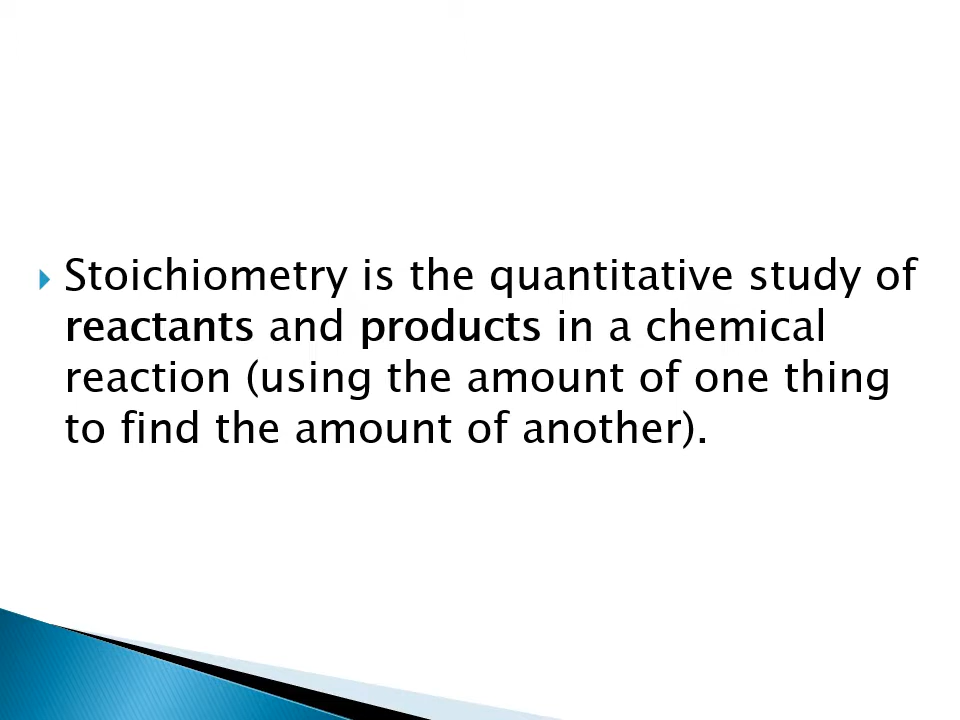 Stoichiometry is the quantitative study of
reactants and products in a chemical
reaction (using the amount of one thing
to find the amount of another).